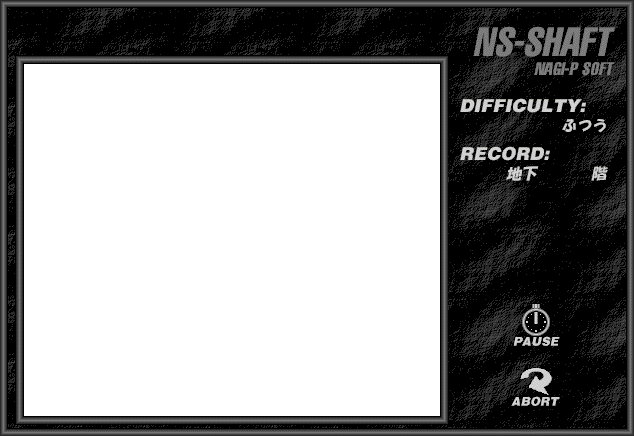 NS-SHAFT
NAGI-P SOFT
DIFFICULTY:
ふつう
RECORD:
地下 階
PAUSE
ABORT